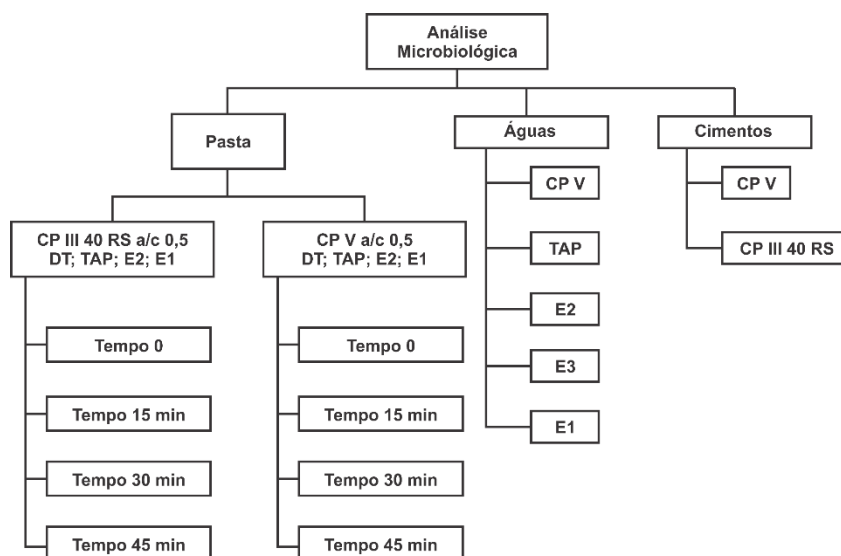 Análise
Microbiológica
Pasta
Águas
Cimentos
CP III 40 RS a/c 0,5
DT; TAP; E2; E1
Tempo 0
Tempo 15 min
Tempo 30 min
Tempo 45 min
CP V a/c 0,5
DT; TAP; E2; E1
Tempo 0
Tempo 15 min
Tempo 30 min
Tempo 45 min
CP V
TAP
E2
E3
E1
CP V
CP III 40 RS